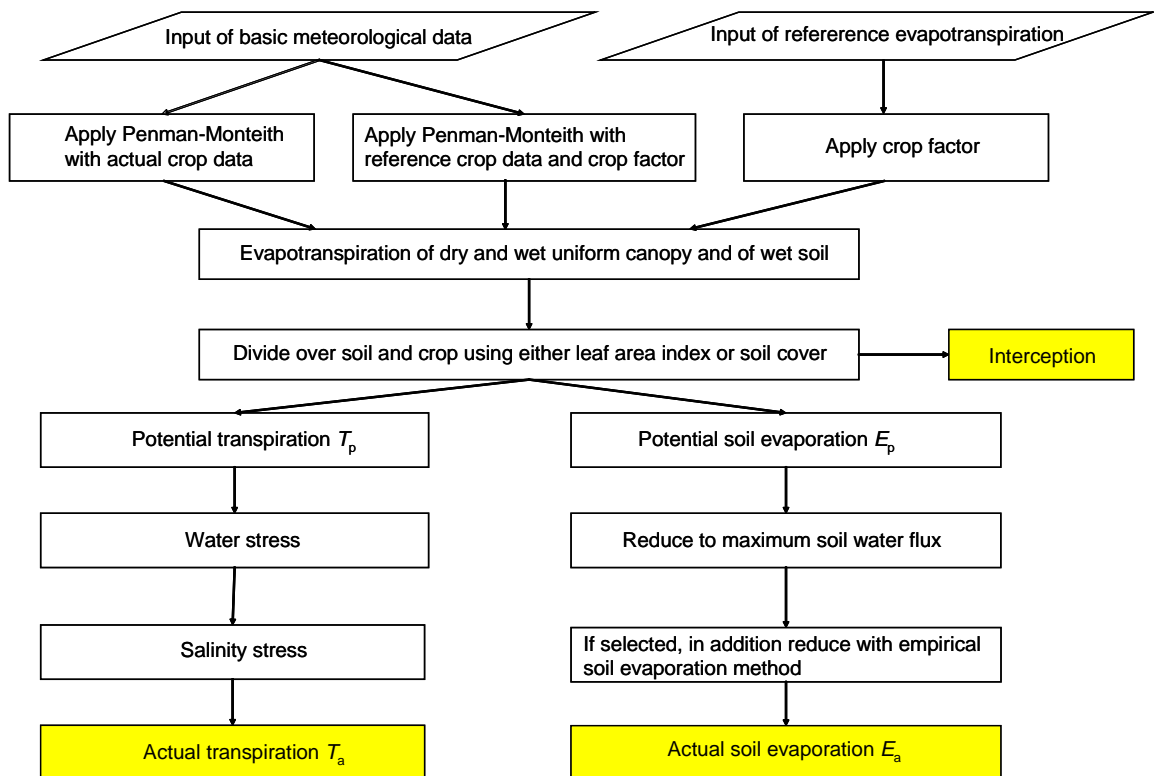 Input of basic meteorological data
Input of refererence evapotranspiration
Apply Penman-Monteith
with actual crop data
Apply Penman-Monteith with
reference crop data and crop factor
Apply crop factor
Evapotranspiration of dry and wet uniform canopy and of wet soil
Divide over soil and crop using either leaf area index or soil cover
Interception
Potential transpiration Tp
Potential soil evaporation Ep
Water stress
Reduce to maximum soil water flux
Salinity stress
If selected, in addition reduce with empirical
soil evaporation method
Actual transpiration Ta
Actual soil evaporation Ea